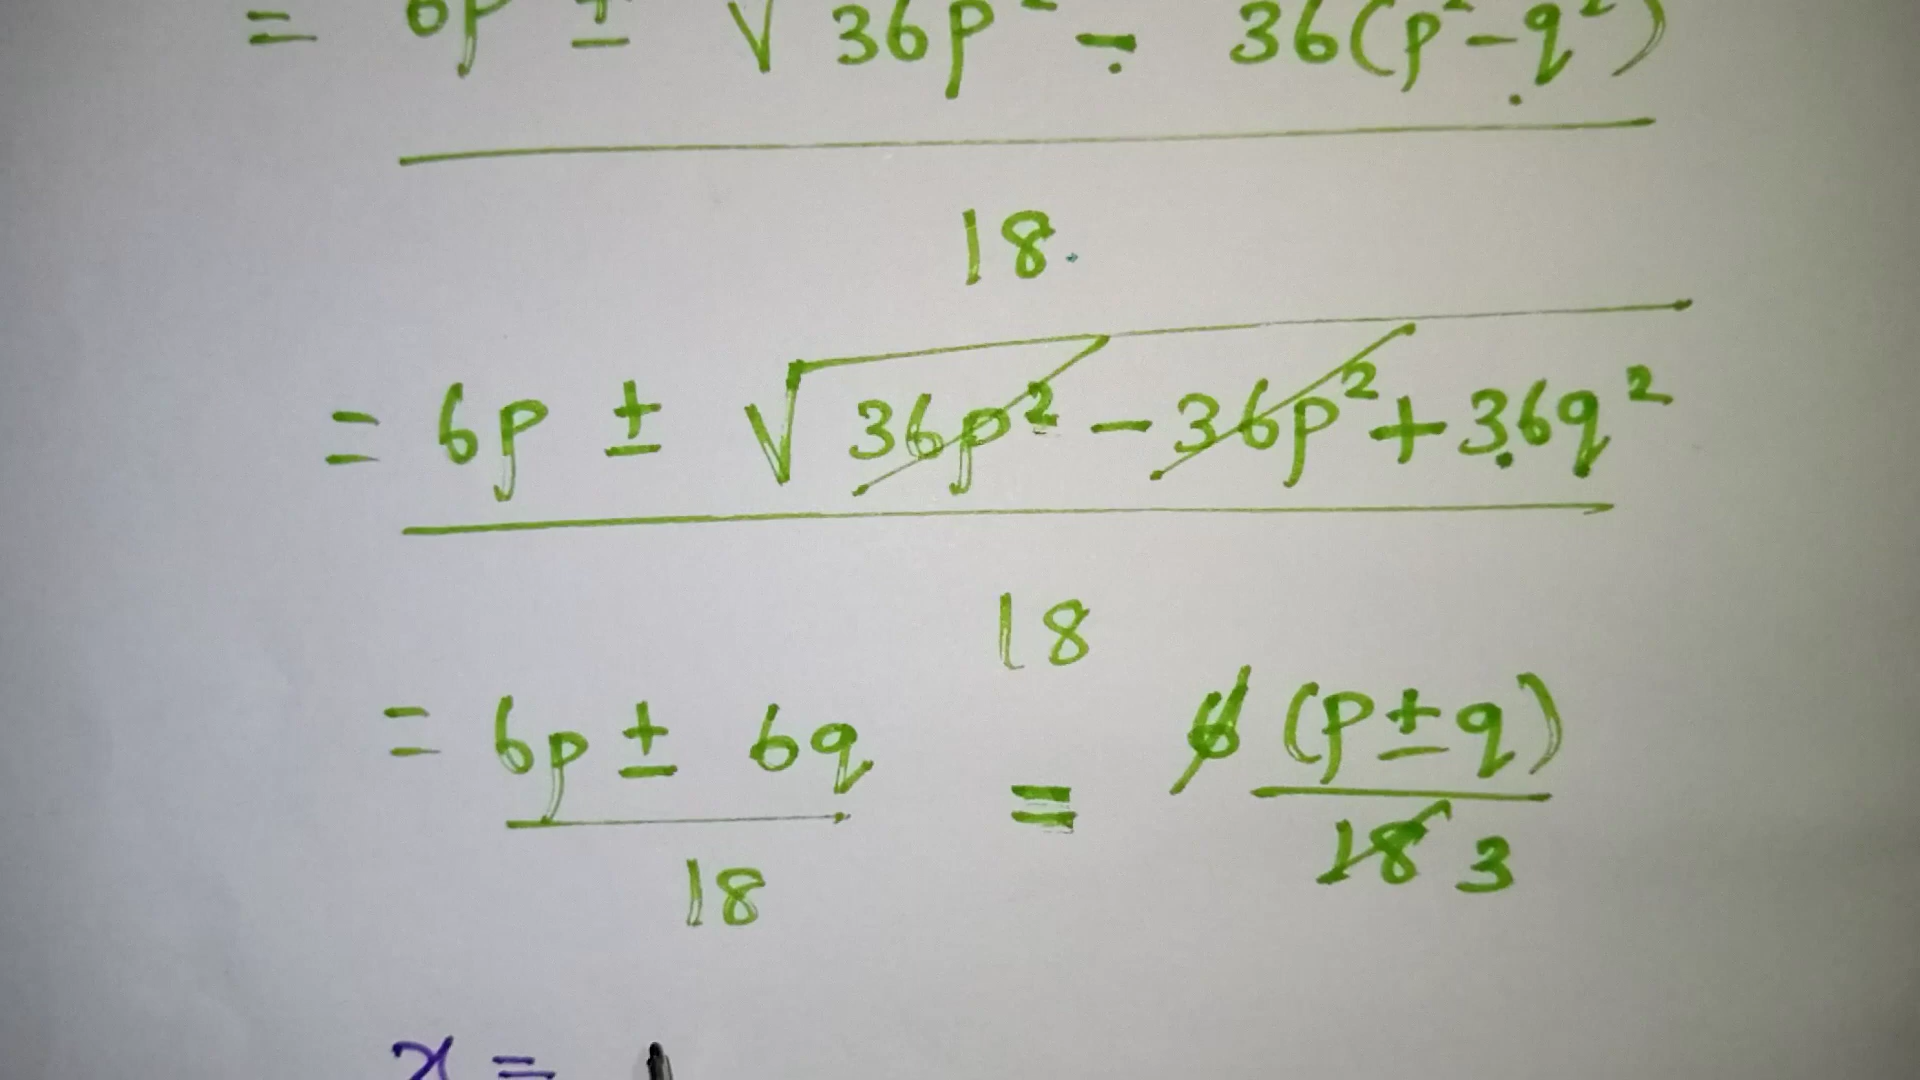 = 6p ± √36p² - 36(p²-q²)
18.
= 6p ± √36p² - 36p² + 36q²
18
= 6p ± 6q = 6 (p ± q)
18 18 3
x =